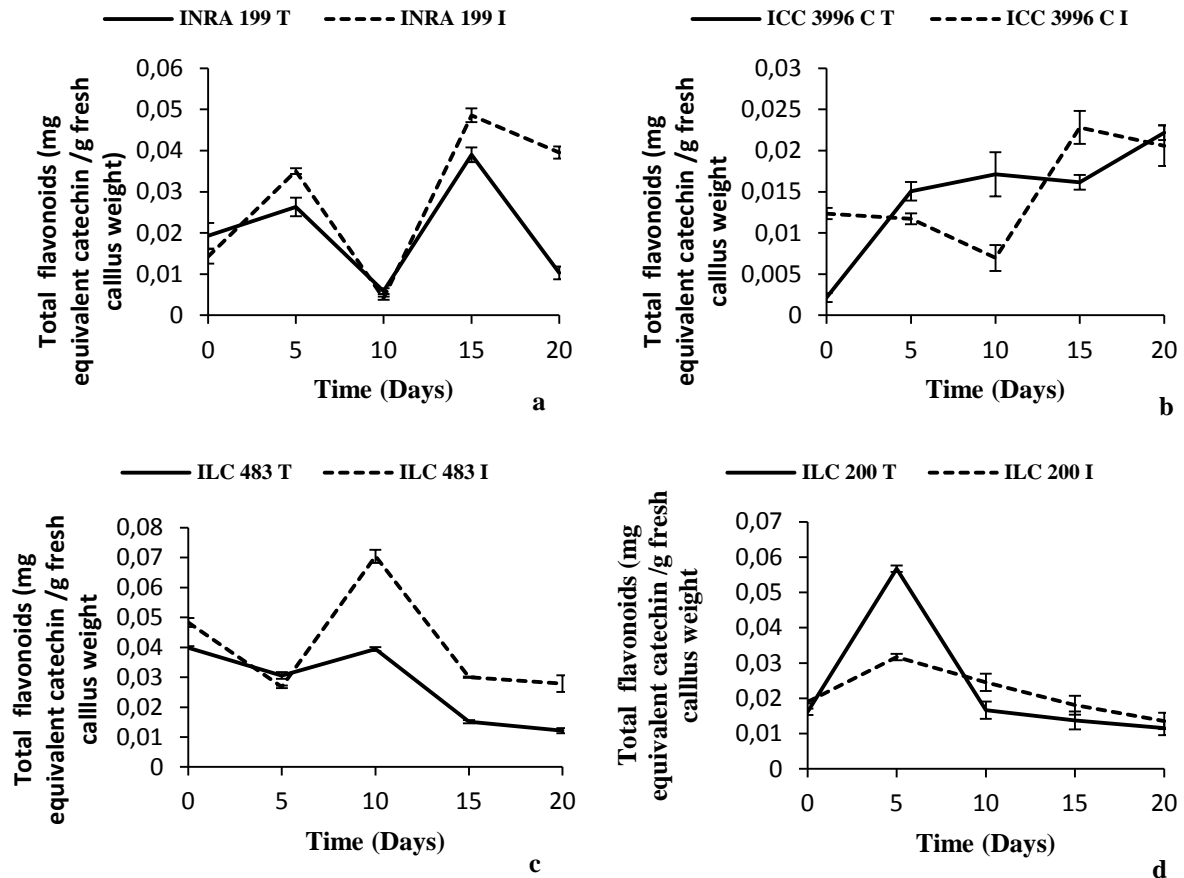 INRA 199 T INRA 199 I
Total flavonoids (mg
equivalent catechin /g fresh
calllus weight)
0,06
0,05
0,04
0,03
0,02
0,01
0
0 5 10 15 20
Time (Days)
a
ICC 3996 C T ICC 3996 C I
Total flavonoids (mg
equivalent catechin /g fresh
calllus weight
0,03
0,025
0,02
0,015
0,01
0,005
0
0 5 10 15 20
Time (Days)
b
ILC 483 T ILC 483 I
Total flavonoids (mg
equivalent catechin /g fresh
calllus weight
0,08
0,07
0,06
0,05
0,04
0,03
0,02
0,01
0
0 5 10 15 20
Time (Days)
c
ILC 200 T ILC 200 I
Total flavonoids (mg
equivalent catechin /g fresh
calllus weight
0,07
0,06
0,05
0,04
0,03
0,02
0,01
0
0 5 10 15 20
Time (Days)
d